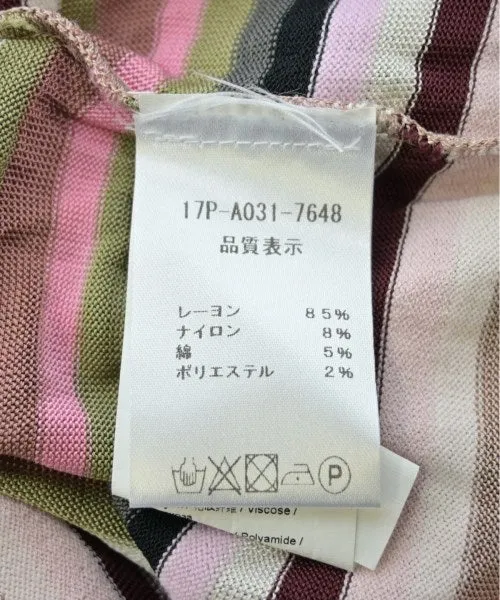 17P-A031-7648
品質表示
レーヨン 85%
ナイロン 8%
綿 5%
ポリエステル 2%
P
/ Viscose /
/ Polyamide /